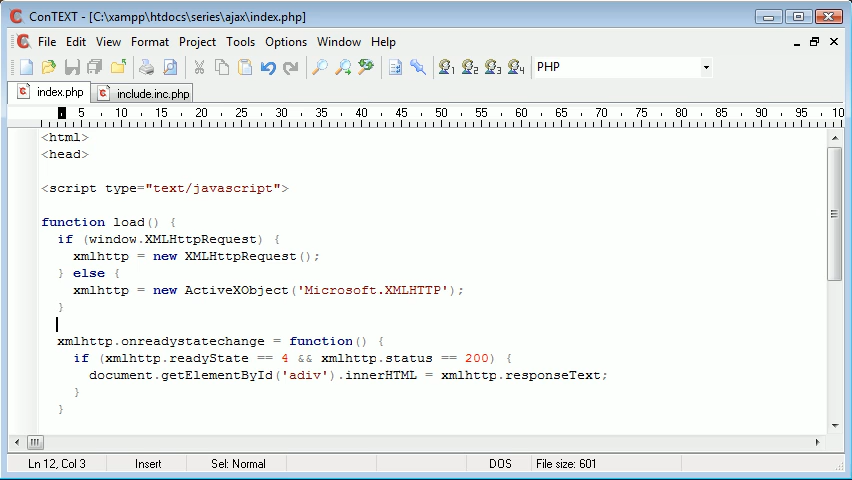 ConTEXT - [C:\xampp\htdocs\series\ajax\index.php]
File Edit View Format Project Tools Options Window Help
1 2 3 4 PHP
index.php include.inc.php
5 10 15 20 25 30 35 40 45 50 55 60 65 70 75 80 85 90 95 10
<html>
<head>
<script type="text/javascript">
function load() {
if (window.XMLHttpRequest) {
xmlhttp = new XMLHttpRequest();
} else {
xmlhttp = new ActiveXObject('Microsoft.XMLHTTP');
}
xmlhttp.onreadystatechange = function() {
if (xmlhttp.readyState == 4 && xmlhttp.status == 200) {
document.getElementById('adiv').innerHTML = xmlhttp.responseText;
}
}
Ln 12, Col 3 Insert Sel: Normal DOS File size: 601